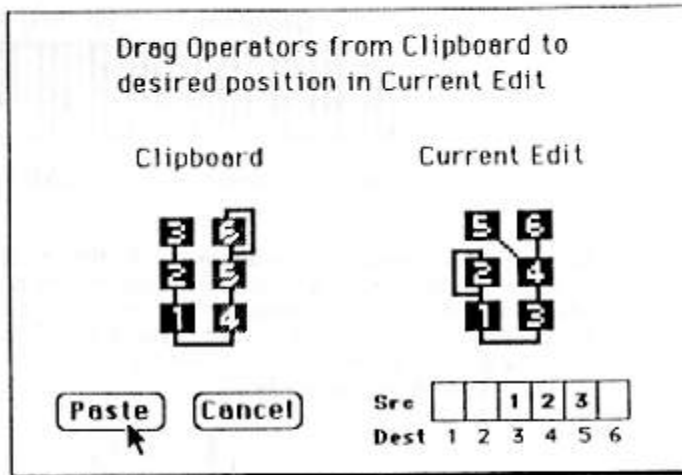 Drag Operators from Clipboard to
desired position in Current Edit
Clipboard Current Edit
3 6 5 6
2 5 2 4
1 4 1 3
Paste Cancel Src 1 2 3
Dest 1 2 3 4 5 6